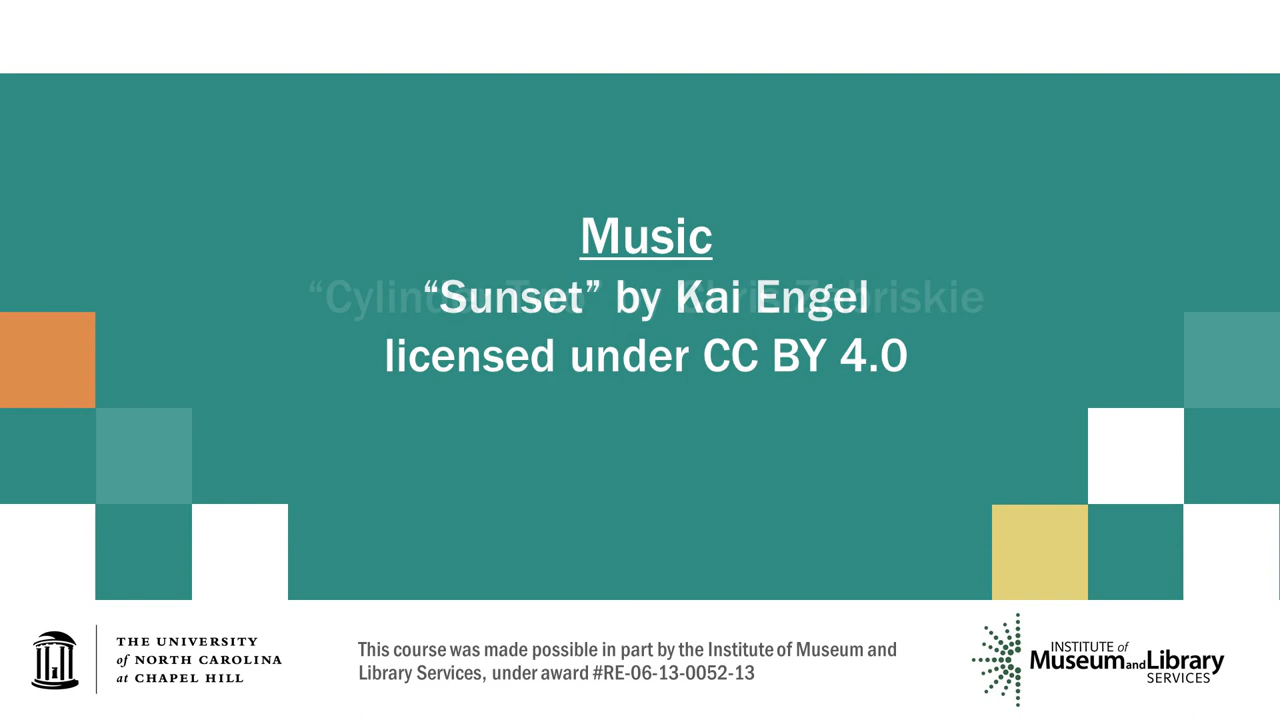 Music
“Sunset” by Kai Engel
licensed under CC BY 4.0
THE UNIVERSITY
of NORTH CAROLINA
at CHAPEL HILL
This course was made possible in part by the Institute of Museum and
Library Services, under award #RE-06-13-0052-13
INSTITUTE of
Museum and Library
SERVICES